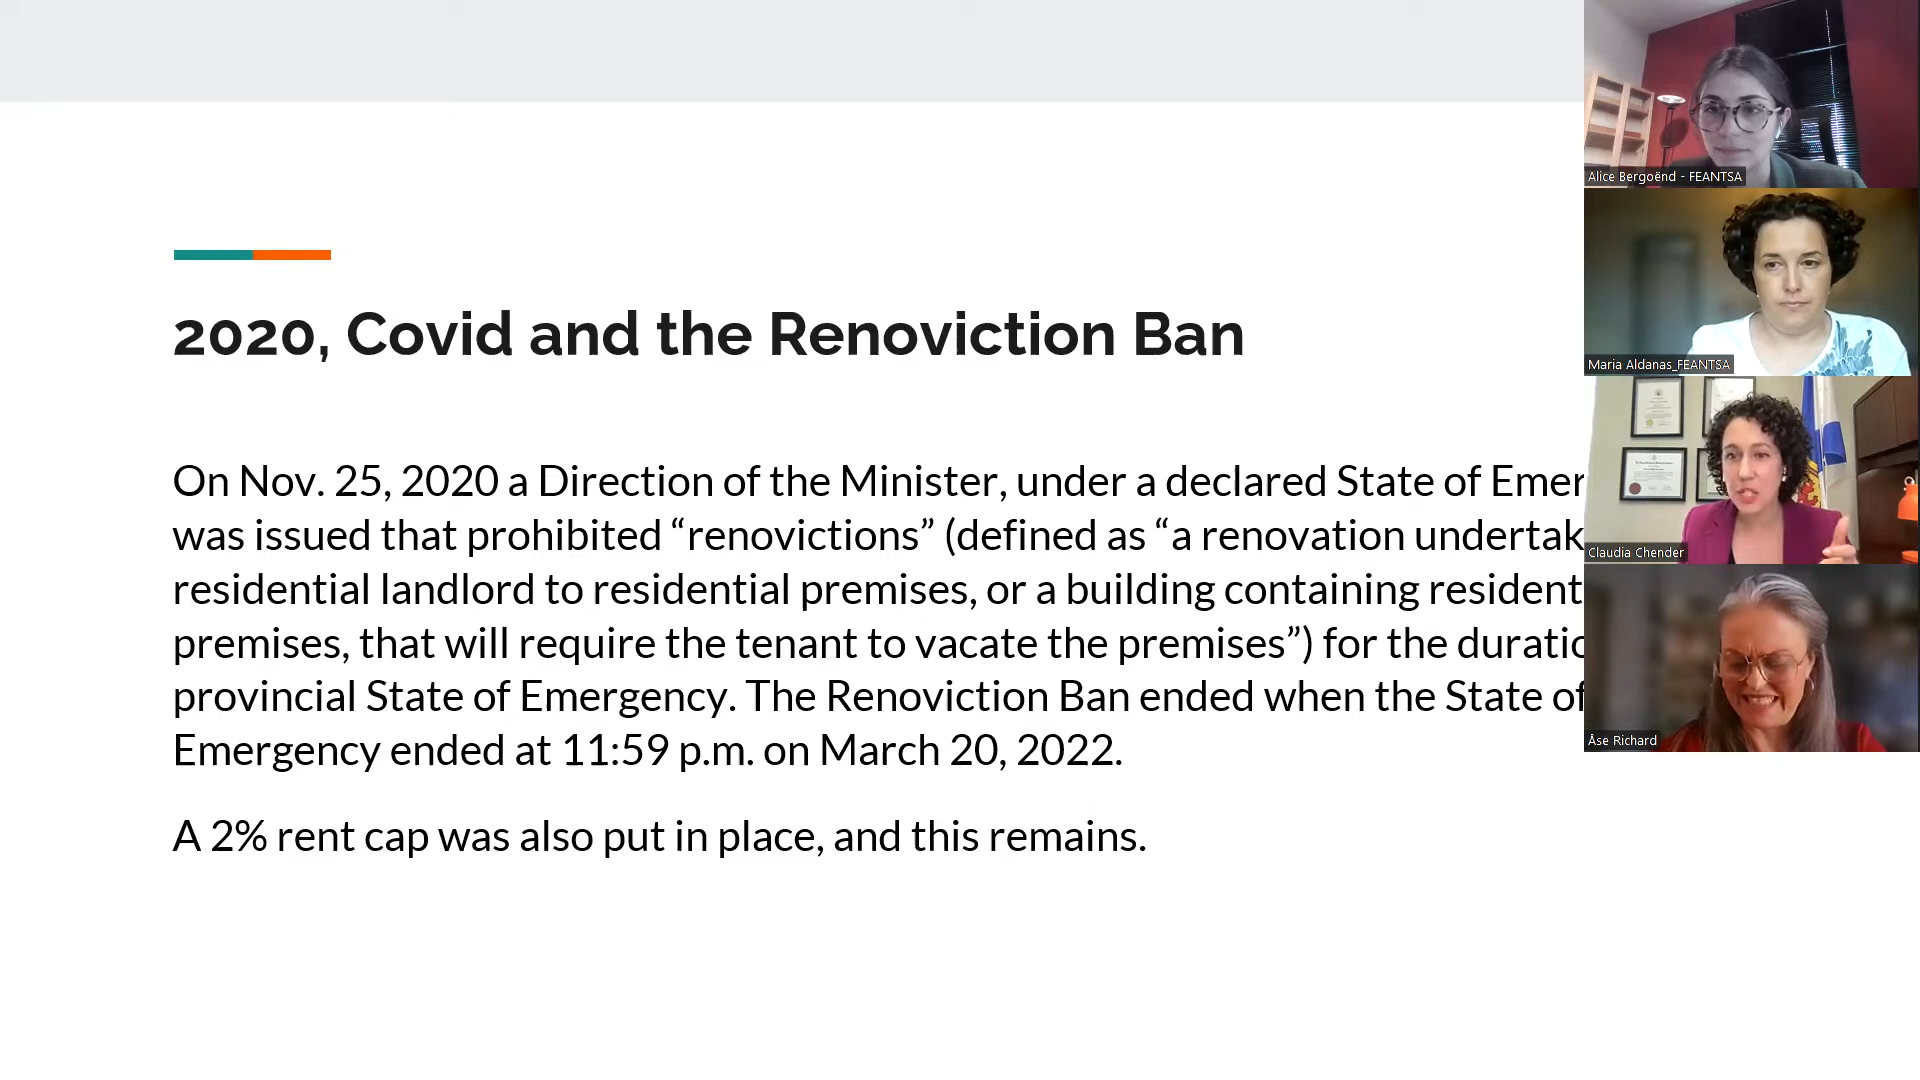 2020, Covid and the Renoviction Ban
On Nov. 25, 2020 a Direction of the Minister, under a declared State of Emer
was issued that prohibited “renovictions” (defined as “a renovation undertak
residential landlord to residential premises, or a building containing resident
premises, that will require the tenant to vacate the premises”) for the duratio
provincial State of Emergency. The Renoviction Ban ended when the State of
Emergency ended at 11:59 p.m. on March 20, 2022.
A 2% rent cap was also put in place, and this remains.
Alice Bergoënd - FEANTSA
Maria Aldanas_FEANTSA
Claudia Chender
Åse Richard